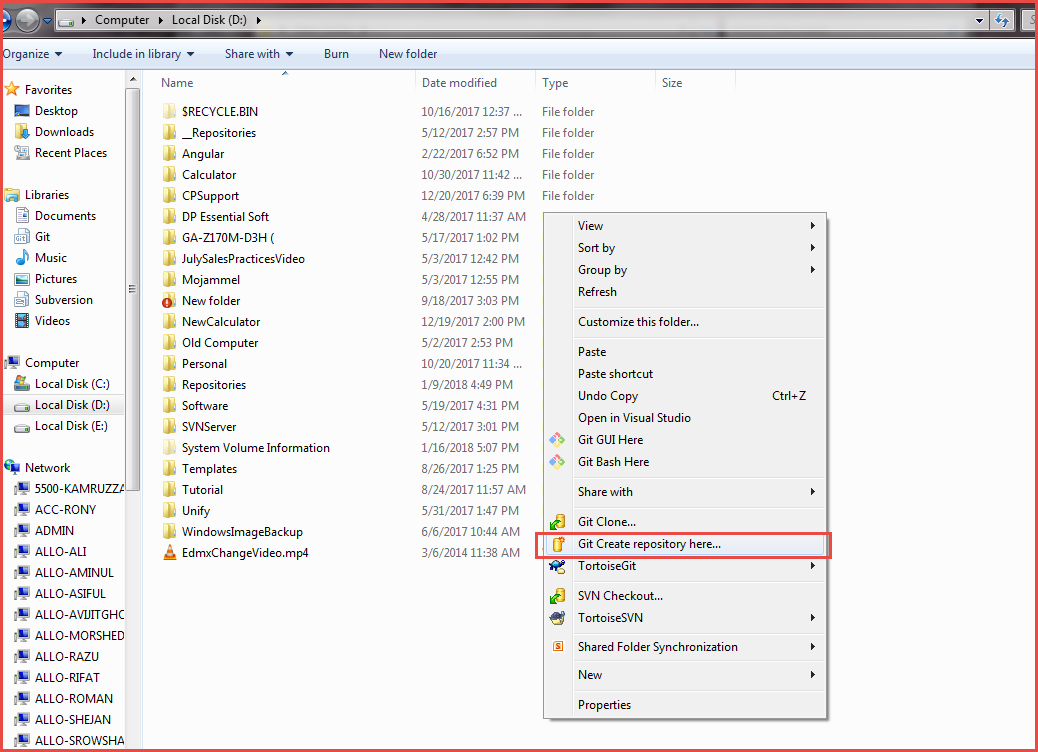 Computer Local Disk (D:)
Organize Include in library Share with Burn New folder
Favorites
Desktop
Downloads
Recent Places
Libraries
Documents
Git
Music
Pictures
Subversion
Videos
Computer
Local Disk (C:)
Local Disk (D:)
Local Disk (E:)
Network
5500-KAMRUZZA
ACC-RONY
ADMIN
ALLO-ALI
ALLO-AMINUL
ALLO-ASIFUL
ALLO-AVIJITGHO
ALLO-MORSHED
ALLO-RAZU
ALLO-RIFAT
ALLO-ROMAN
ALLO-SHEJAN
ALLO-SROWSHA
Name Date modified Type Size
$RECYCLE.BIN 10/16/2017 12:37 ... File folder
__Repositories 5/12/2017 2:57 PM File folder
Angular 2/22/2017 6:52 PM File folder
Calculator 10/30/2017 11:42 ... File folder
CPSupport 12/20/2017 6:39 PM File folder
DP Essential Soft 4/28/2017 11:37 AM
GA-Z170M-D3H ( 5/17/2017 1:02 PM
JulySalesPracticesVideo 5/3/2017 12:42 PM
Mojammel 5/3/2017 12:55 PM
New folder 9/18/2017 3:03 PM
NewCalculator 12/19/2017 2:00 PM
Old Computer 5/2/2017 2:53 PM
Personal 10/20/2017 11:34 ...
Repositories 1/9/2018 4:49 PM
Software 5/19/2017 4:31 PM
SVNServer 5/12/2017 3:01 PM
System Volume Information 1/16/2018 5:07 PM
Templates 8/26/2017 1:25 PM
Tutorial 8/24/2017 11:57 AM
Unify 5/31/2017 1:47 PM
WindowsImageBackup 6/6/2017 10:44 AM
EdmxChangeVideo.mp4 3/6/2014 11:38 AM
View
Sort by
Group by
Refresh
Customize this folder...
Paste
Paste shortcut
Undo Copy Ctrl+Z
Open in Visual Studio
Git GUI Here
Git Bash Here
Share with
Git Clone...
Git Create repository here...
TortoiseGit
SVN Checkout...
TortoiseSVN
Shared Folder Synchronization
New
Properties